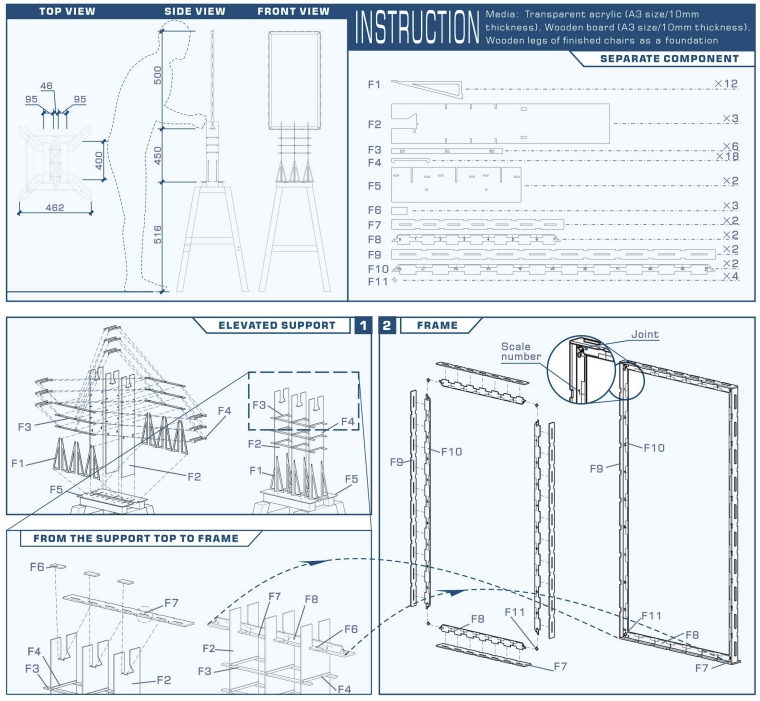 TOP VIEW
SIDE VIEW
FRONT VIEW
46
95
95
400
462
500
450
516
INSTRUCTION
Media: Transparent acrylic (A3 size/10mm
thickness), Wooden board (A3 size/10mm thickness),
Wooden legs of finished chairs as a foundation
SEPARATE COMPONENT
F1 ×12
F2 ×3
F3 ×6
F4 ×18
F5 ×2
F6 ×3
F7 ×2
F8 ×2
F9 ×2
F10 ×2
F11 ×4
ELEVATED SUPPORT
1
F3
F4
F1
F2
F5
F3
F4
F2
F1
F5
FROM THE SUPPORT TOP TO FRAME
F6
F7
F4
F3
F2
F7
F8
F6
F2
F3
F4
2
FRAME
Scale
number
Joint
F9
F10
F8
F11
F7
F10
F9
F11
F8
F7